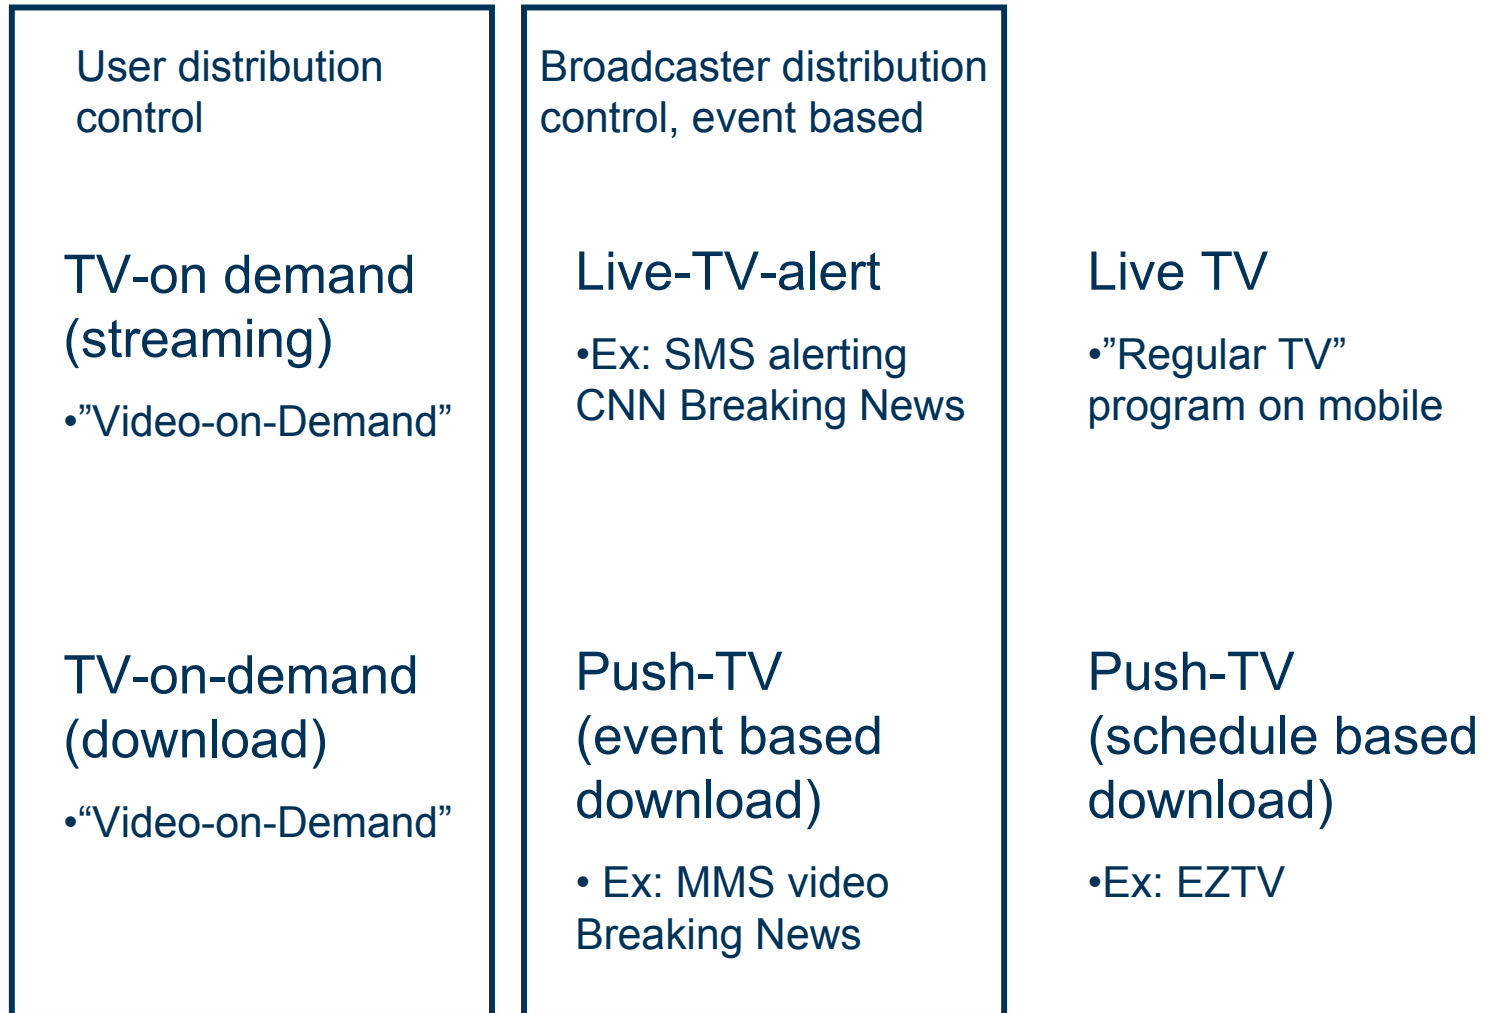 User distribution
control
TV-on demand
(streaming)
•”Video-on-Demand”
TV-on-demand
(download)
•“Video-on-Demand”
Broadcaster distribution
control, event based
Live-TV-alert
•Ex: SMS alerting
CNN Breaking News
Push-TV
(event based
download)
• Ex: MMS video
Breaking News
Live TV
•”Regular TV”
program on mobile
Push-TV
(schedule based
download)
•Ex: EZTV